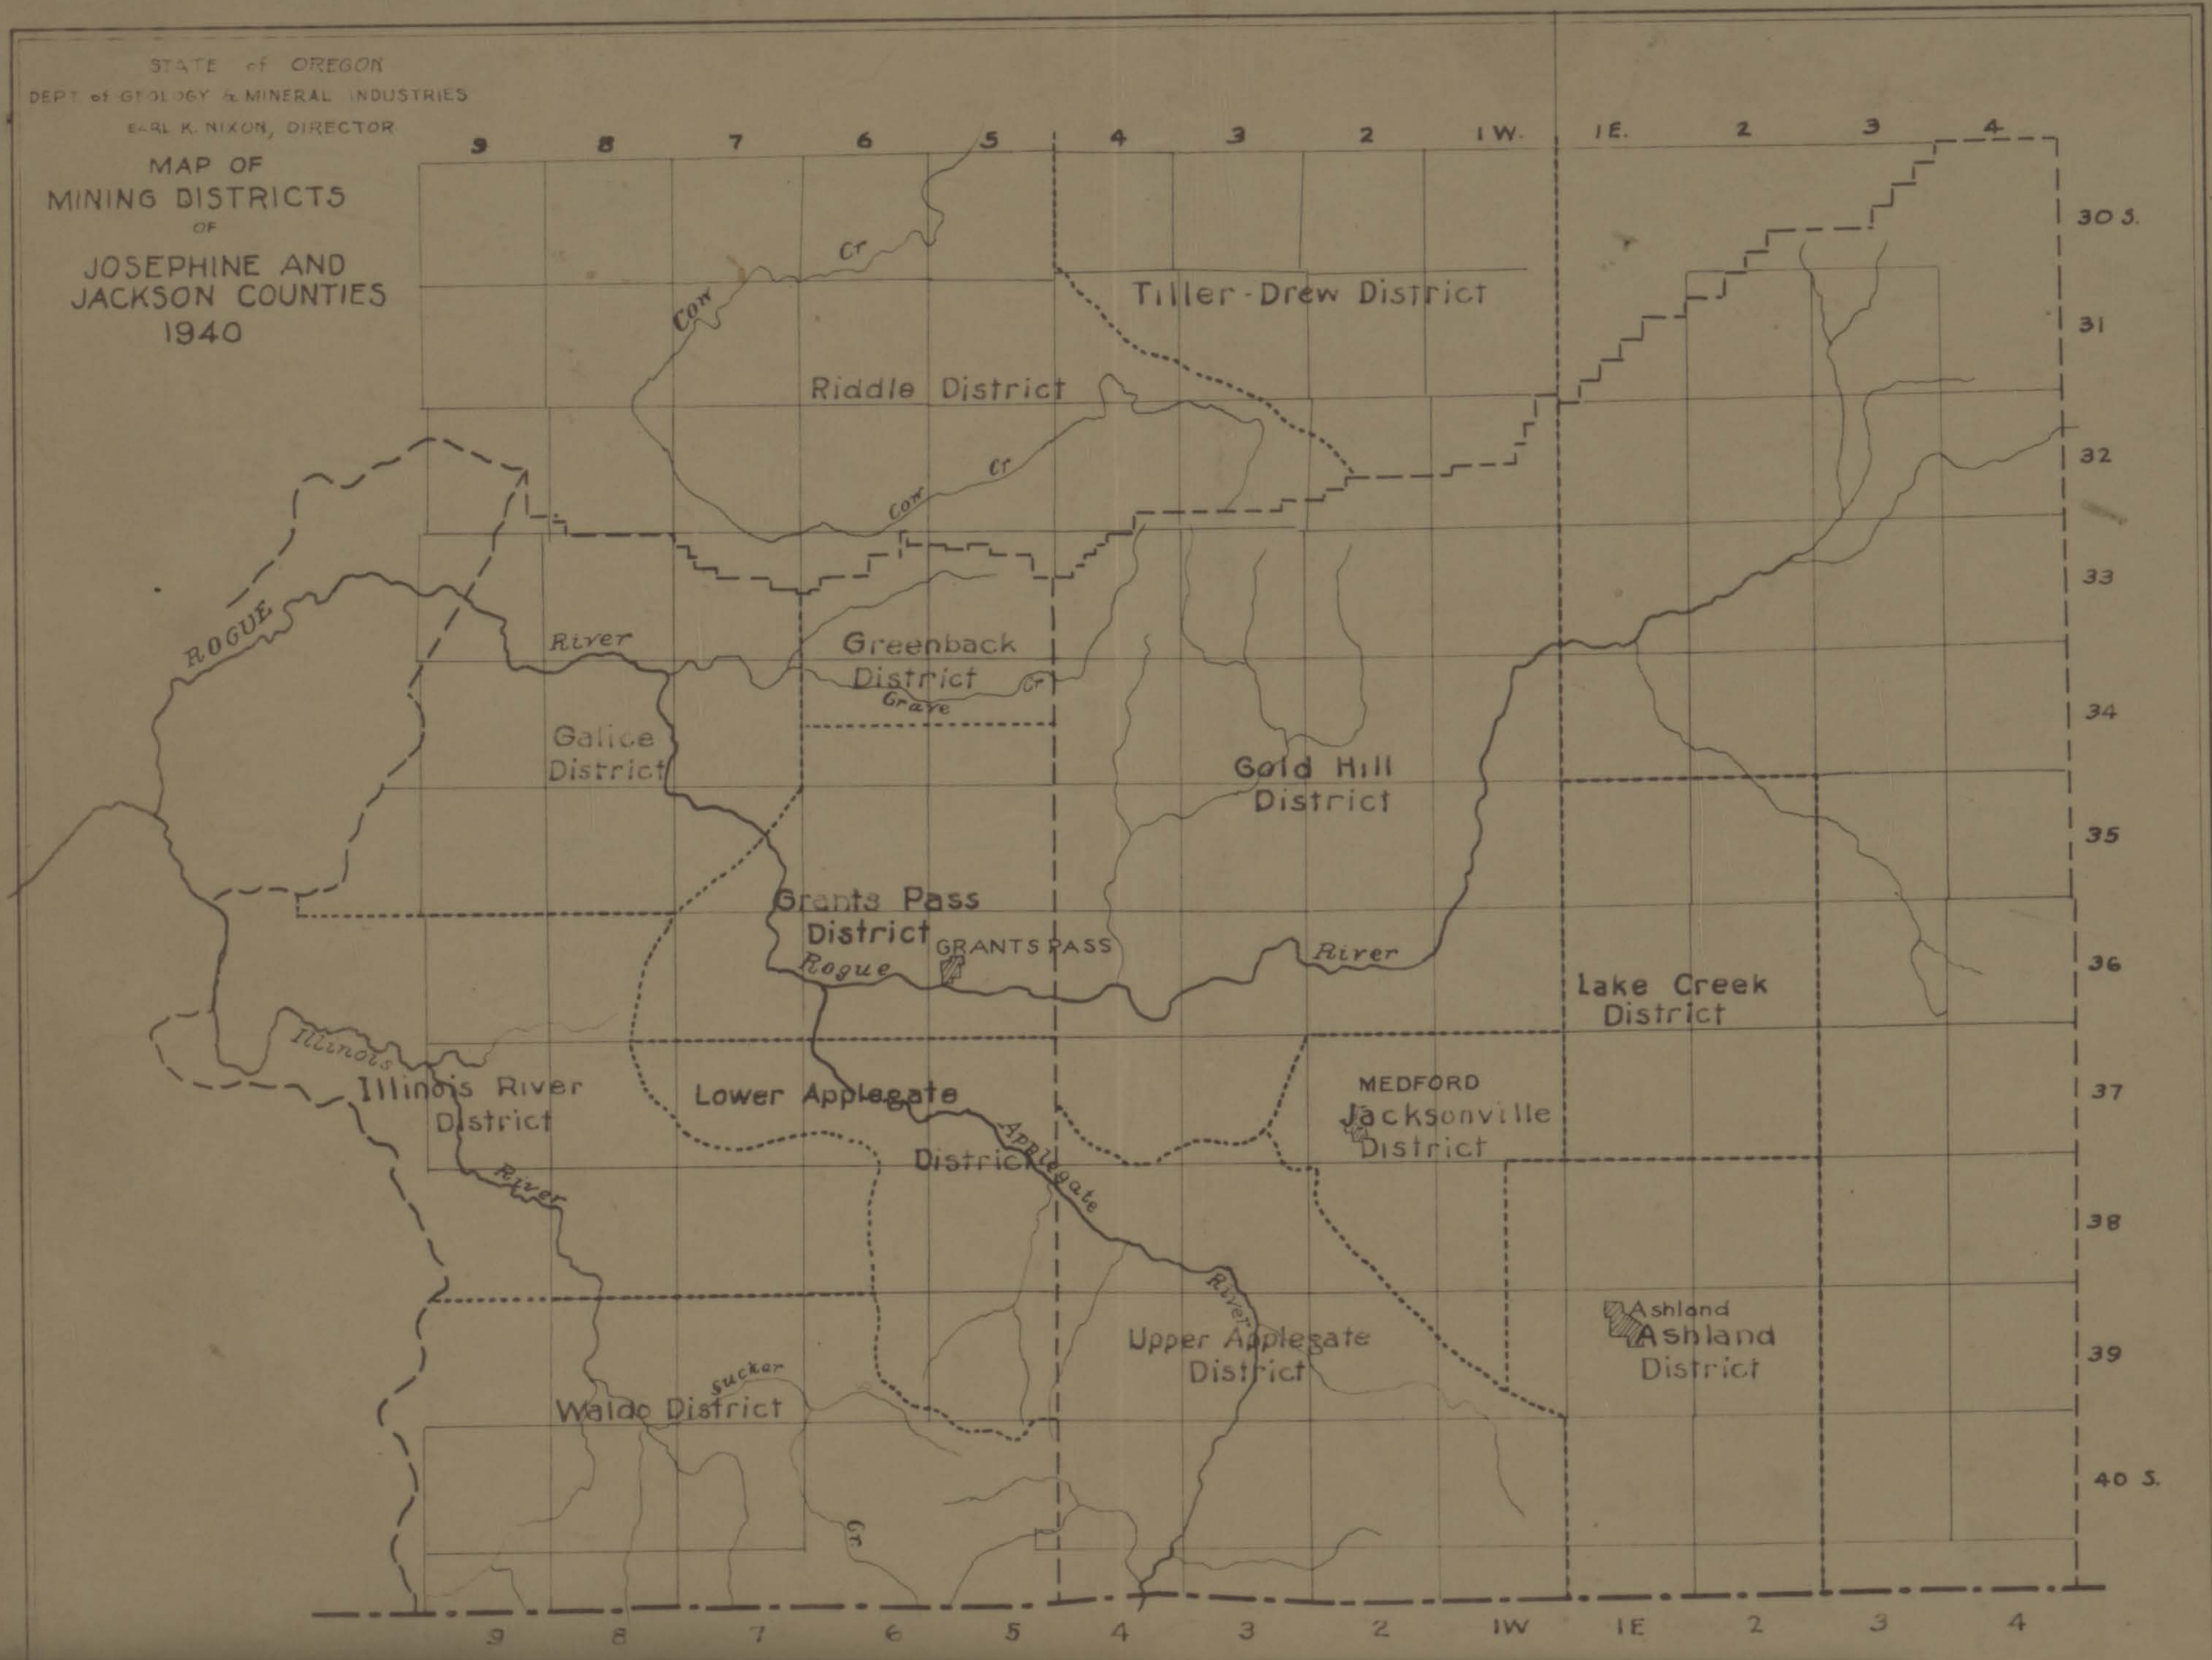 STATE of OREGON
DEPT of GEOLOGY & MINERAL INDUSTRIES
EARL K. NIXON, DIRECTOR
MAP OF
MINING DISTRICTS
OF
JOSEPHINE AND
JACKSON COUNTIES
1940
9 8 7 6 5 4 3 2 1 W. 1 E. 2 3 4
30 S.
31
32
33
34
35
36
37
38
39
40 S.
Cr
Cow
Tiller-Drew District
Riddle District
Cr
Cow
ROGUE
River
Greenback
District
Cr
Grave
Galice
District
Gold Hill
District
Grants Pass
District
GRANTS PASS
Rogue
River
Lake Creek
District
Illinois
Illinois River
District
River
Lower Applegate
District
Applegate
River
MEDFORD
Jacksonville
District
Upper Applegate
District
Ashland
Ashland
District
Sucker
Waldo District
Cr
9 8 7 6 5 4 3 2 1W 1E 2 3 4